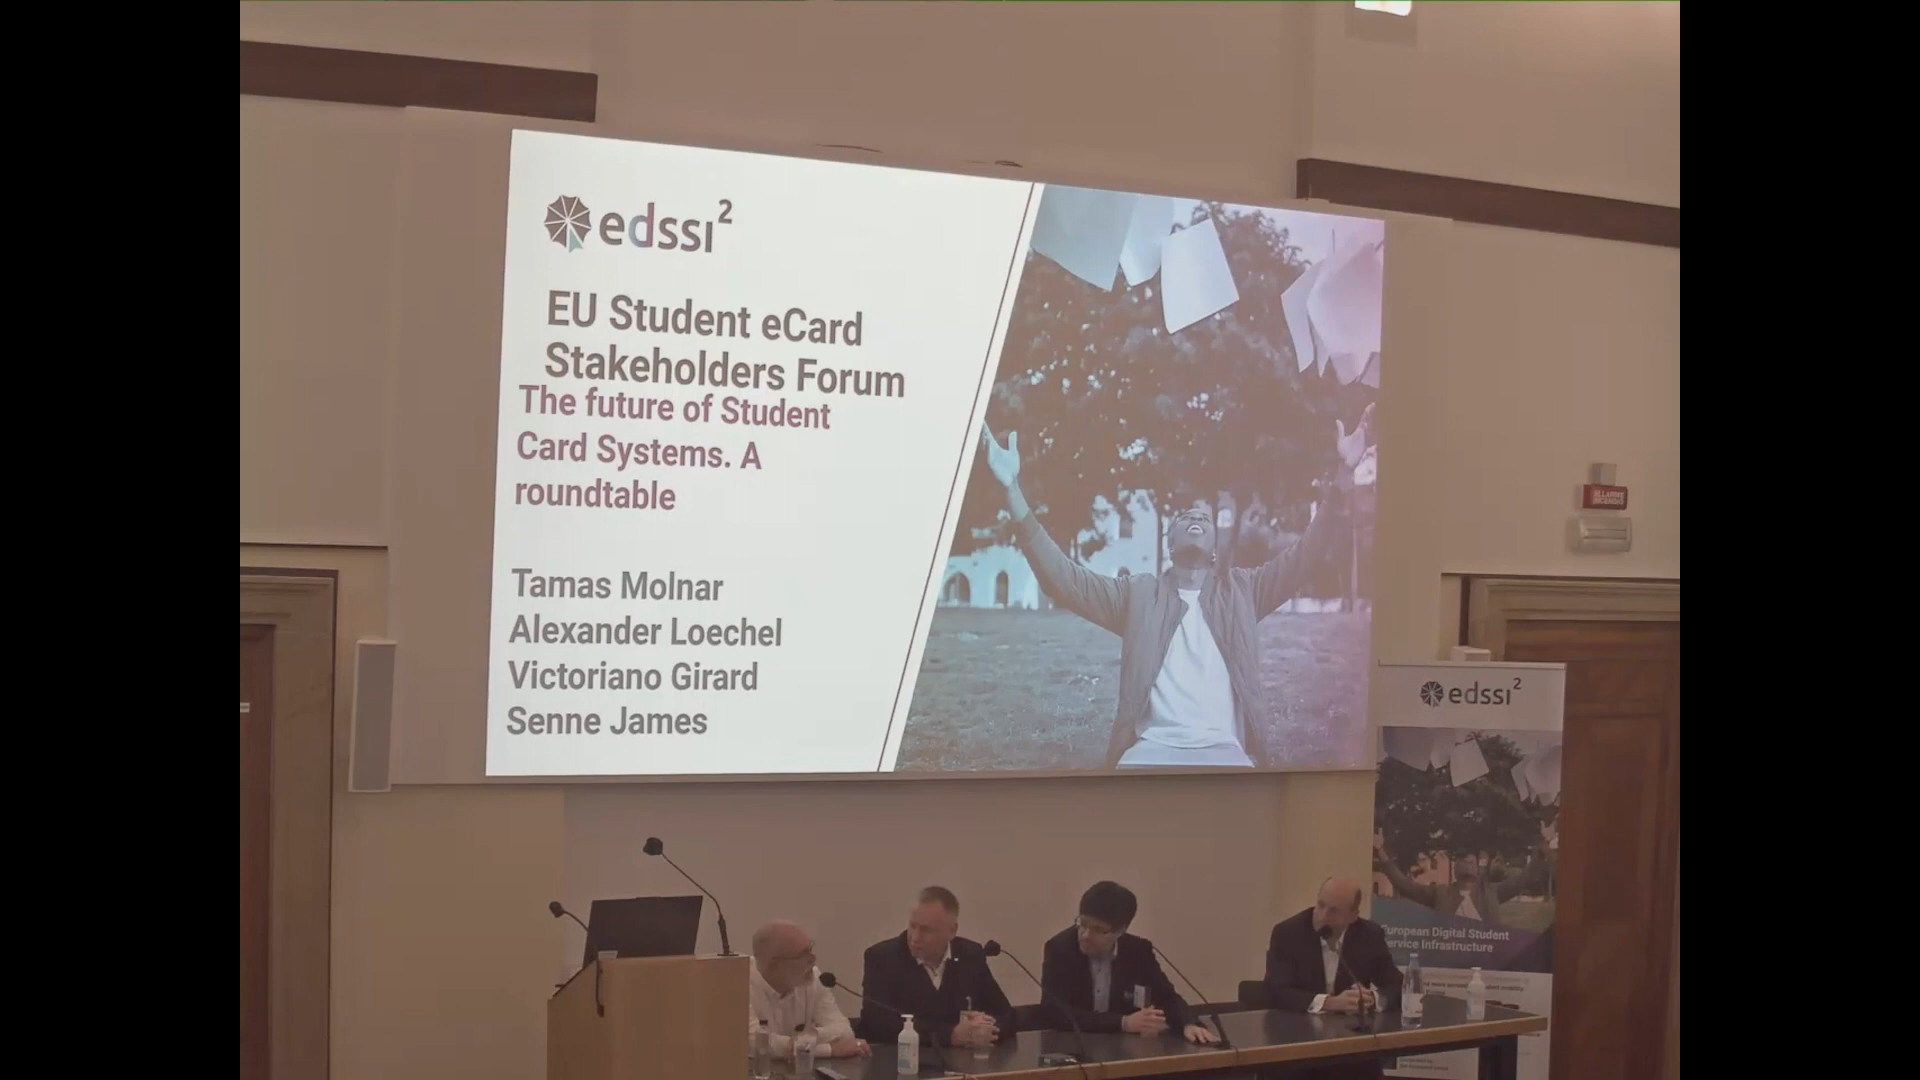 edssi²
EU Student eCard
Stakeholders Forum
The future of Student
Card Systems. A
roundtable
Tamas Molnar
Alexander Loechel
Victoriano Girard
Senne James
edssi²
European Digital Student
Service Infrastructure